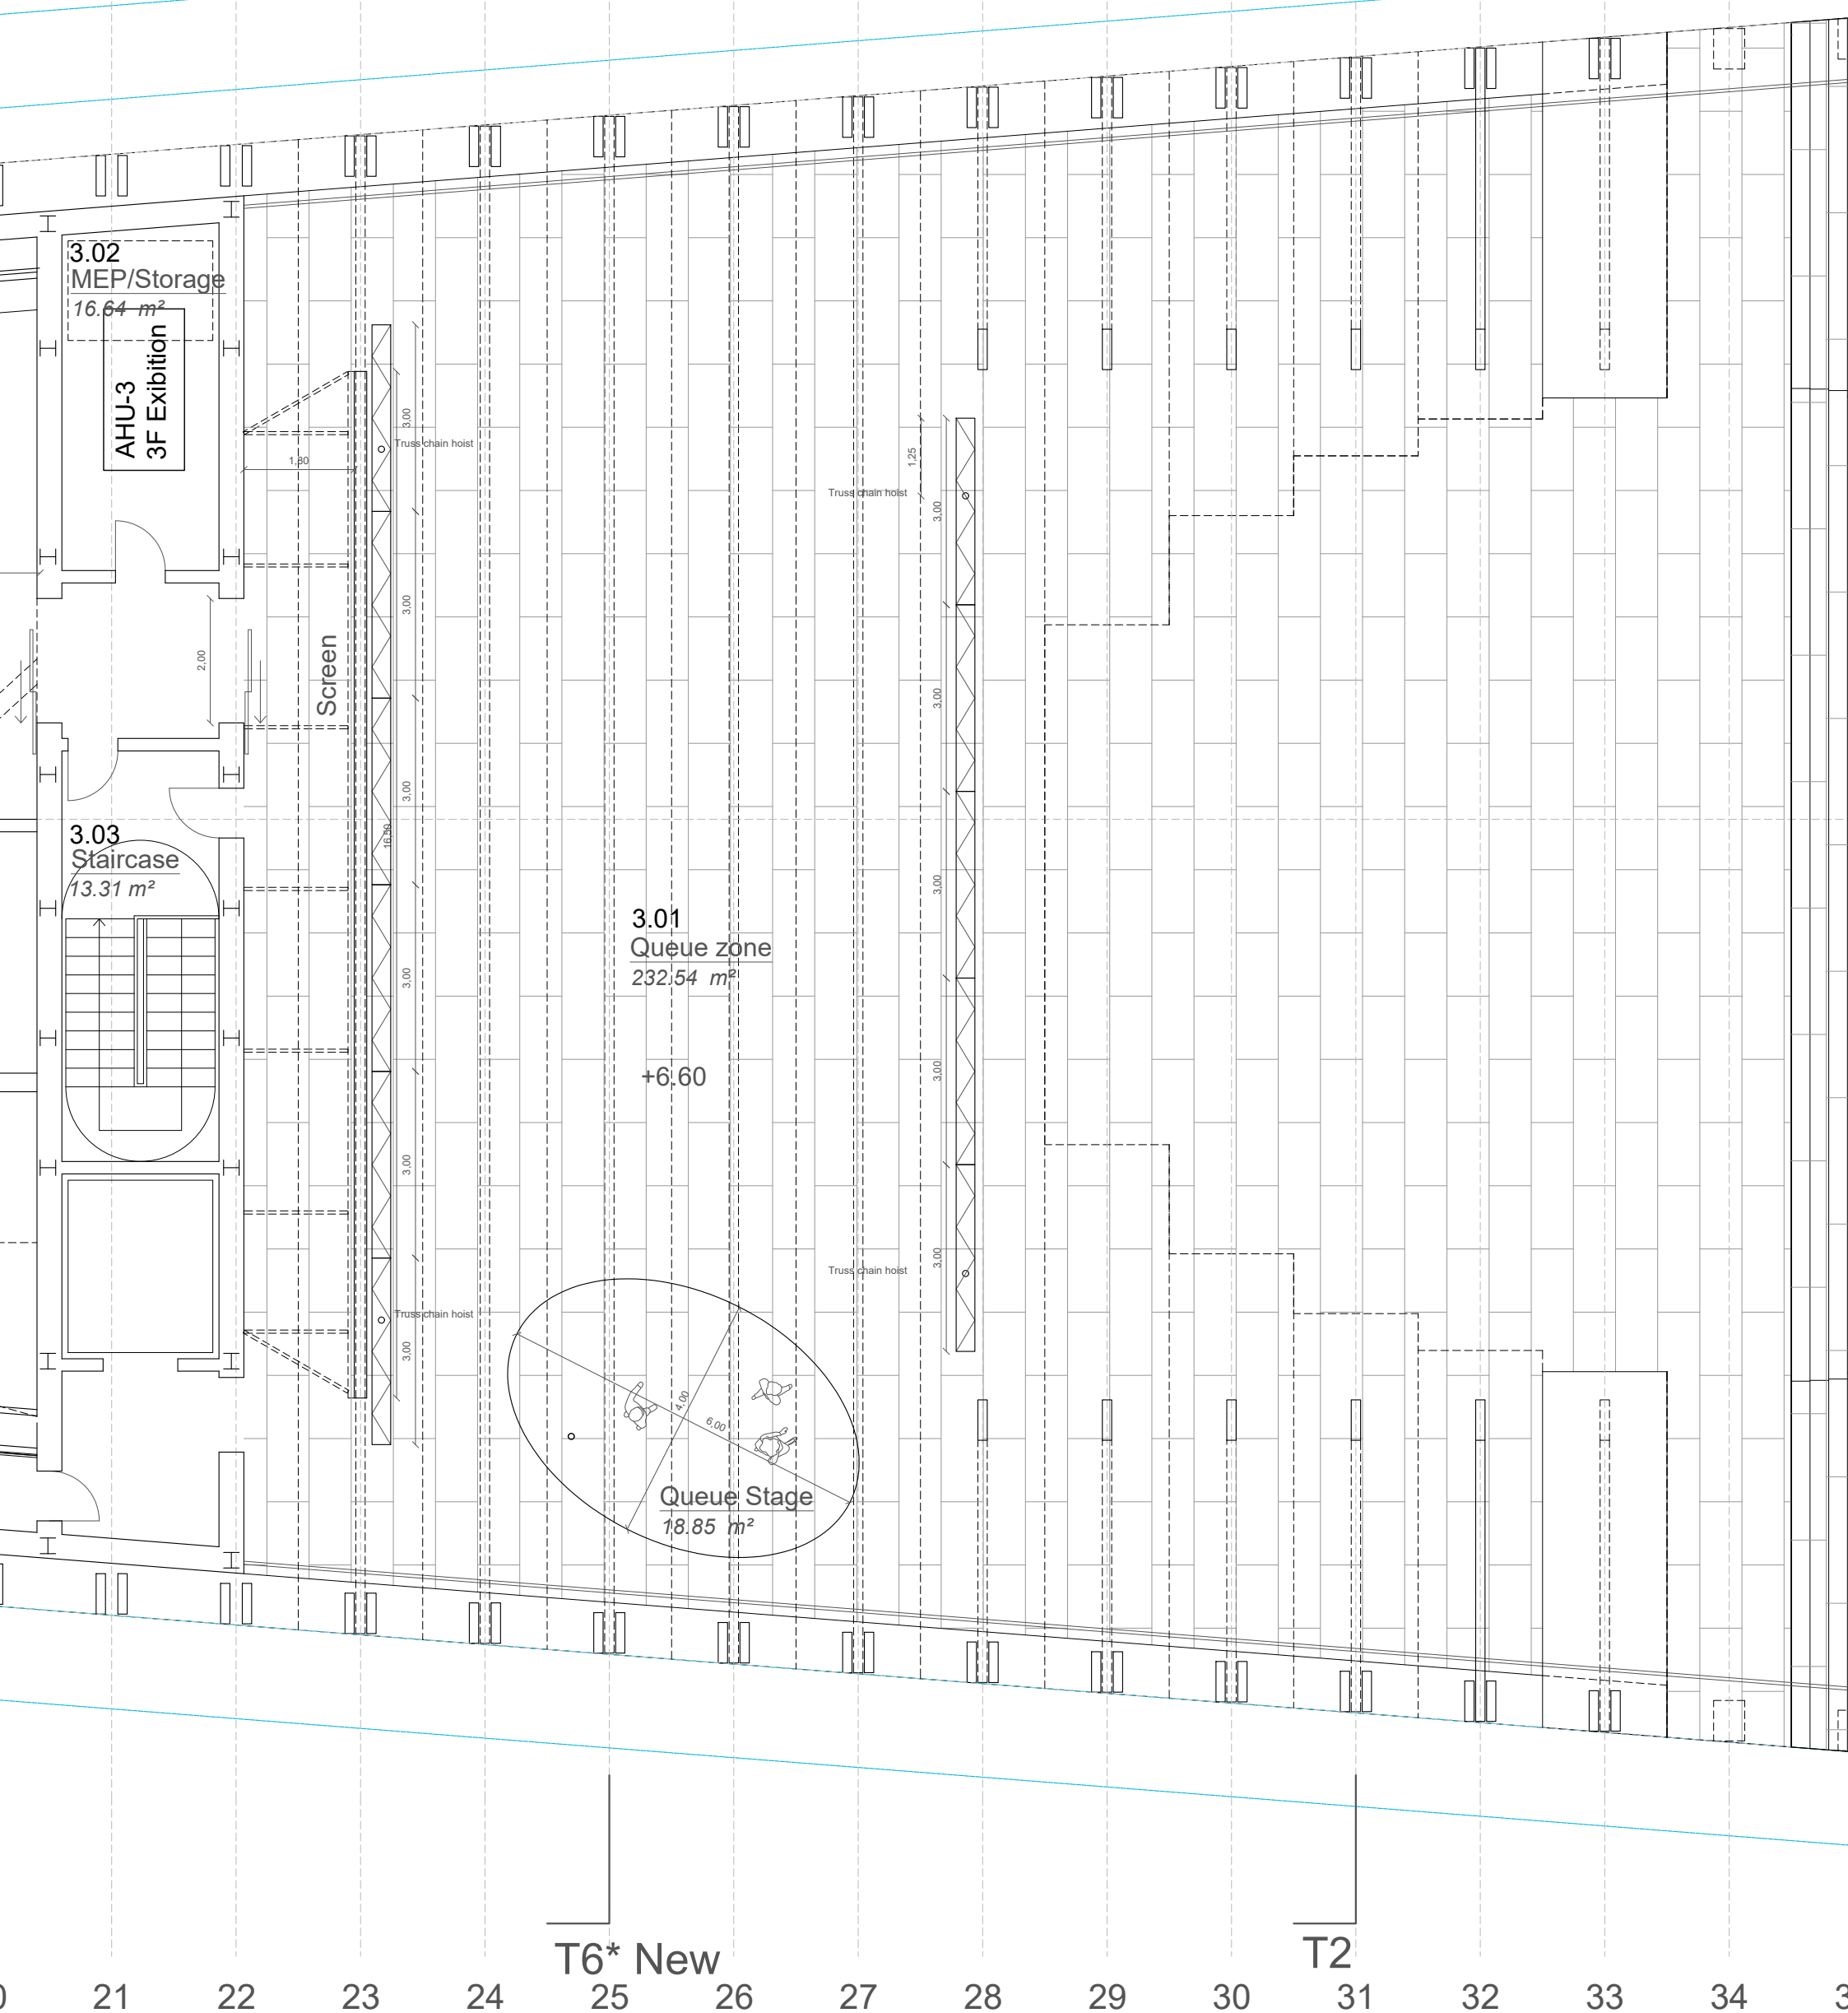 3.02
MEP/Storage
16.64 m²
AHU-3
3F Exibition
3,00
Truss chain hoist
1,80
1,25
Truss chain hoist
3,00
3,00
2,00
Screen
3,00
3,00
16,50
3.03
Staircase
13.31 m²
3,00
3.01
Queue zone
232.54 m²
3,00
+6.60
3,00
3,00
3,00
Truss chain hoist
Truss chain hoist
3,00
4,00
6,00
Queue Stage
18.85 m²
T6* New
T2
21 22 23 24 25 26 27 28 29 30 31 32 33 34